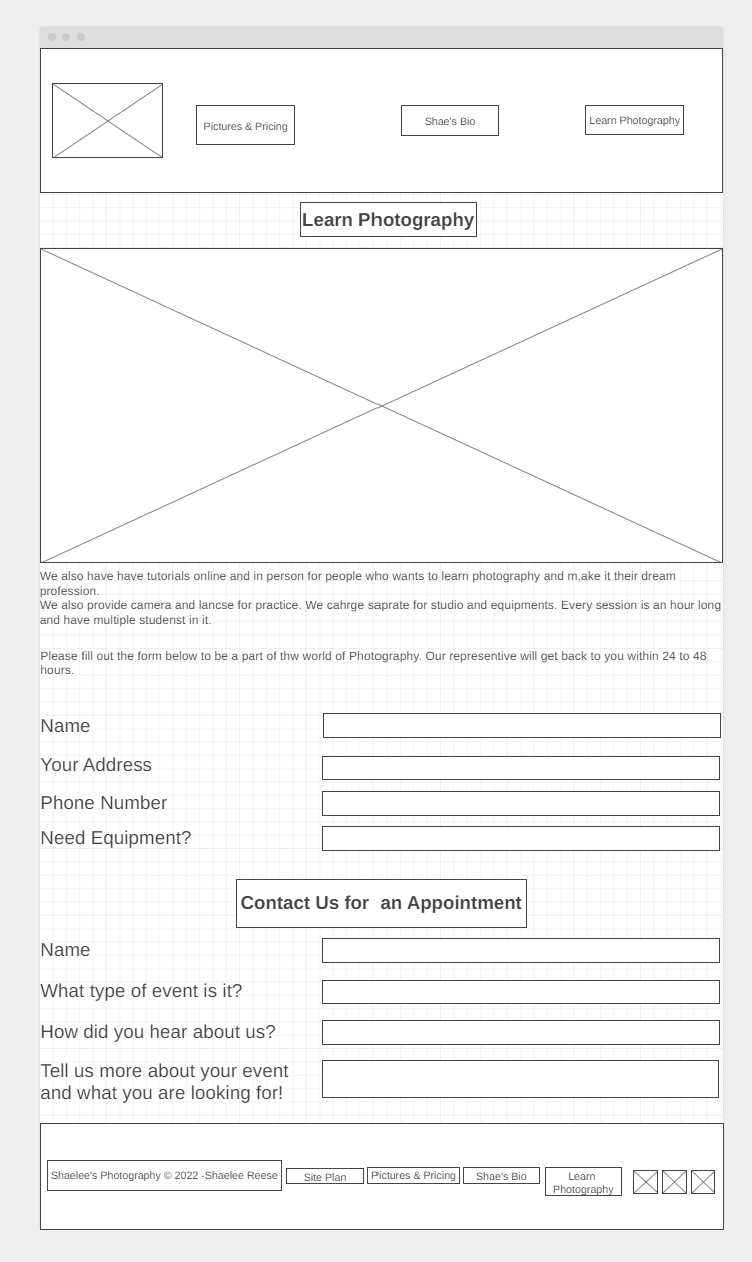 Pictures & Pricing
Shae's Bio
Learn Photography
Learn Photography
We also have have tutorials online and in person for people who wants to learn photography and m,ake it their dream
profession.
We also provide camera and lancse for practice. We cahrge saprate for studio and equipments. Every session is an hour long
and have multiple studenst in it.
Please fill out the form below to be a part of thw world of Photography. Our representive will get back to you within 24 to 48
hours.
Name
Your Address
Phone Number
Need Equipment?
Contact Us for  an Appointment
Name
What type of event is it?
How did you hear about us?
Tell us more about your event
and what you are looking for!
Shaelee's Photography © 2022 -Shaelee Reese
Site Plan
Pictures & Pricing
Shae's Bio
Learn
Photography